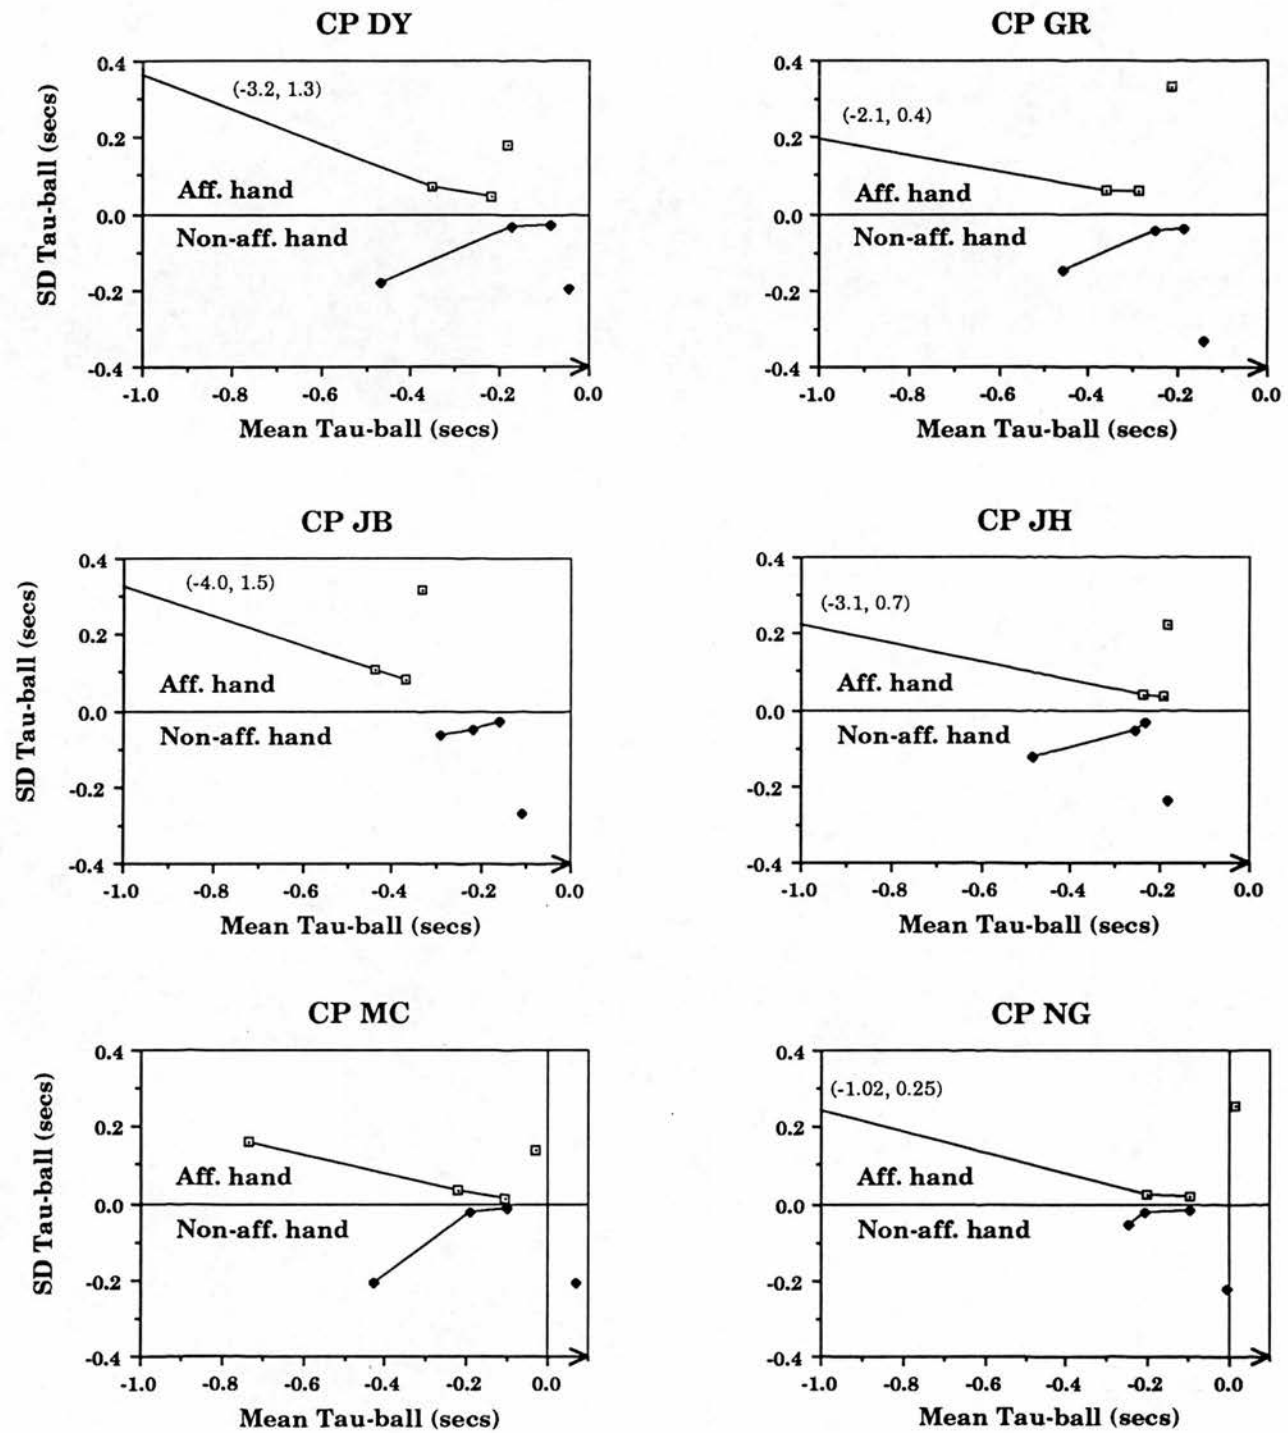 CP DY
CP GR
SD Tau-ball (secs)
0.4
0.2
0.0
-0.2
-0.4
(-3.2, 1.3)
Aff. hand
Non-aff. hand
-1.0 -0.8 -0.6 -0.4 -0.2 0.0
Mean Tau-ball (secs)
0.4
0.2
0.0
-0.2
-0.4
(-2.1, 0.4)
Aff. hand
Non-aff. hand
-1.0 -0.8 -0.6 -0.4 -0.2 0.0
Mean Tau-ball (secs)
CP JB
CP JH
SD Tau-ball (secs)
0.4
0.2
0.0
-0.2
-0.4
(-4.0, 1.5)
Aff. hand
Non-aff. hand
-1.0 -0.8 -0.6 -0.4 -0.2 0.0
Mean Tau-ball (secs)
0.4
0.2
0.0
-0.2
-0.4
(-3.1, 0.7)
Aff. hand
Non-aff. hand
-1.0 -0.8 -0.6 -0.4 -0.2 0.0
Mean Tau-ball (secs)
CP MC
CP NG
SD Tau-ball (secs)
0.4
0.2
0.0
-0.2
-0.4
Aff. hand
Non-aff. hand
-1.0 -0.8 -0.6 -0.4 -0.2 0.0
Mean Tau-ball (secs)
0.4
0.2
0.0
-0.2
-0.4
(-1.02, 0.25)
Aff. hand
Non-aff. hand
-1.0 -0.8 -0.6 -0.4 -0.2 0.0
Mean Tau-ball (secs)